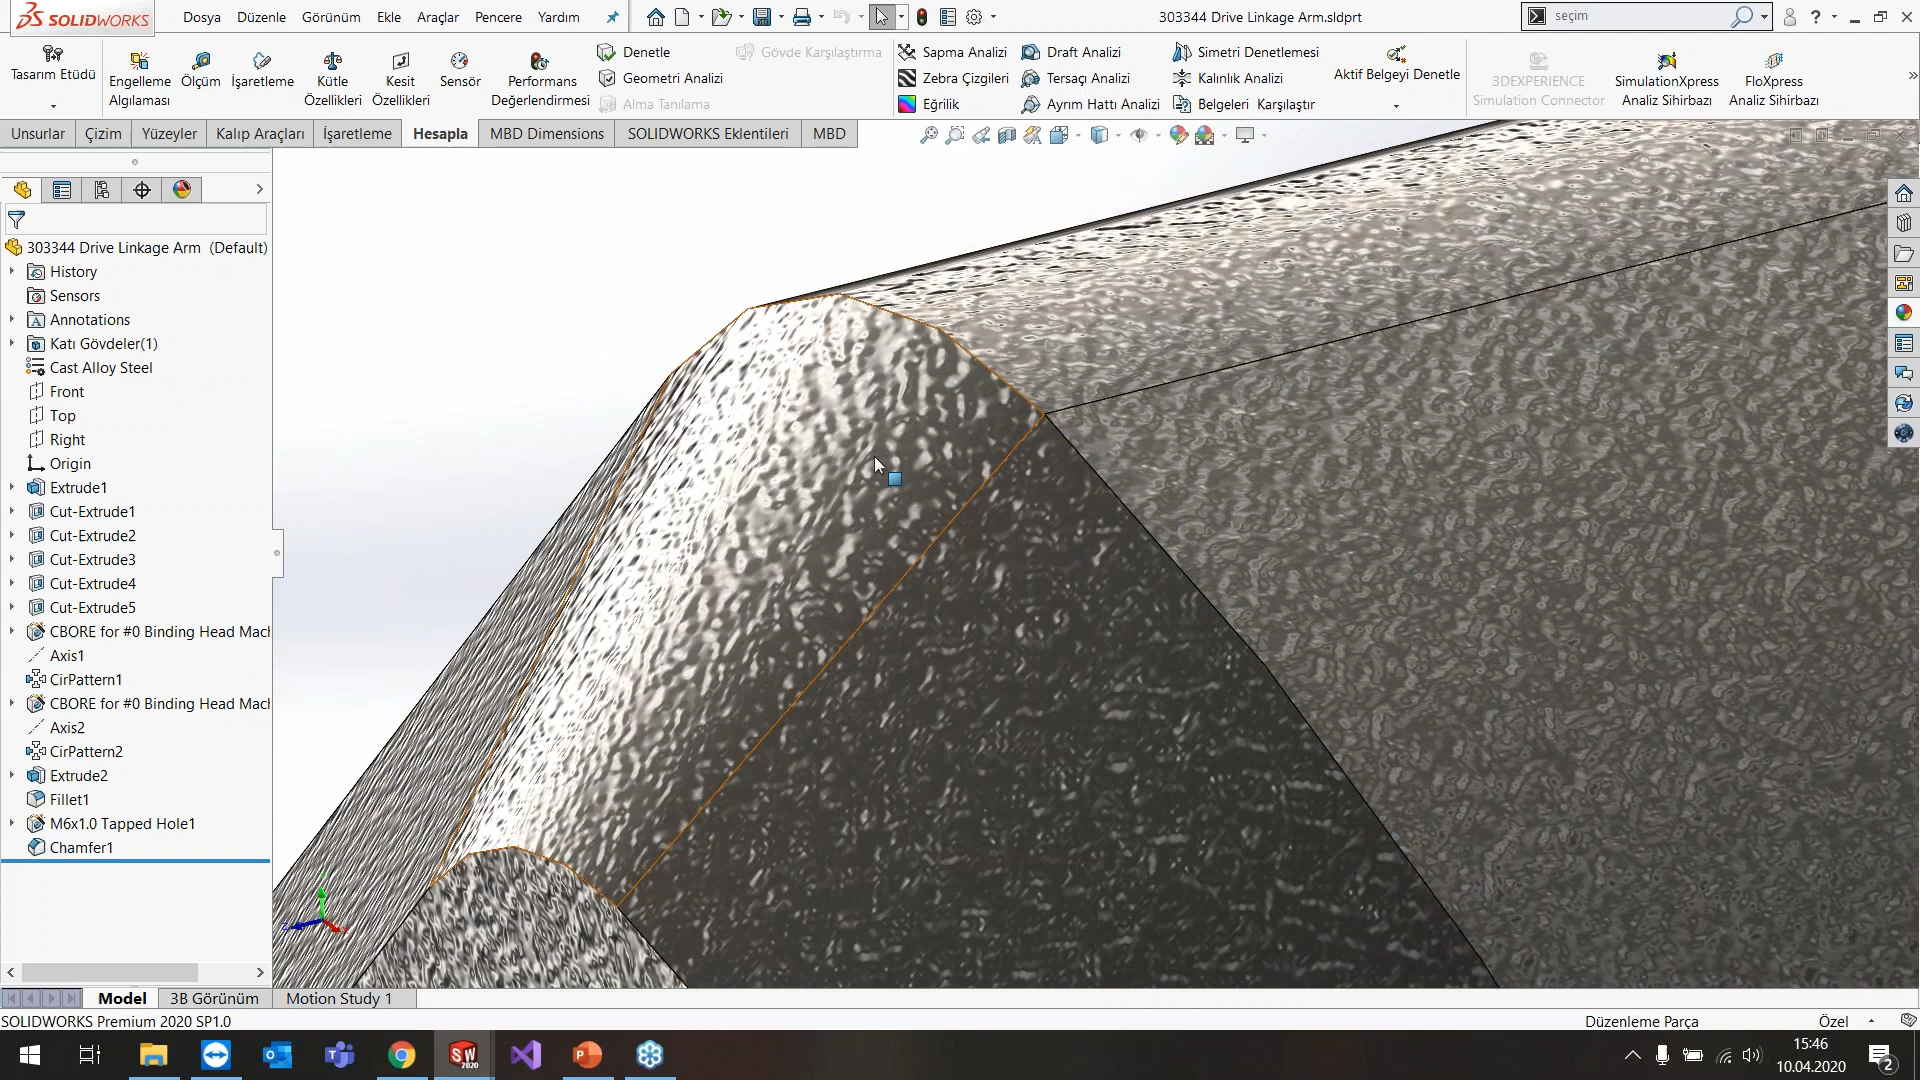 SOLIDWORKS
Dosya Düzenle Görünüm Ekle Araçlar Pencere Yardım
303344 Drive Linkage Arm.sldprt
seçim
?
Tasarım Etüdü
Engelleme Algılaması
Ölçüm
İşaretleme
Kütle Özellikleri
Kesit Özellikleri
Sensör
Performans Değerlendirmesi
Denetle
Geometri Analizi
Alma Tanılama
Gövde Karşılaştırma
Sapma Analizi
Zebra Çizgileri
Eğrilik
Draft Analizi
Tersaçı Analizi
Ayrım Hattı Analizi
Simetri Denetlemesi
Kalınlık Analizi
Belgeleri Karşılaştır
Aktif Belgeyi Denetle
3DEXPERIENCE Simulation Connector
SimulationXpress Analiz Sihirbazı
FloXpress Analiz Sihirbazı
Unsurlar Çizim Yüzeyler Kalıp Araçları İşaretleme Hesapla MBD Dimensions SOLIDWORKS Eklentileri MBD
303344 Drive Linkage Arm (Default)
History
Sensors
Annotations
Katı Gövdeler(1)
Cast Alloy Steel
Front
Top
Right
Origin
Extrude1
Cut-Extrude1
Cut-Extrude2
Cut-Extrude3
Cut-Extrude4
Cut-Extrude5
CBORE for #0 Binding Head Mach
Axis1
CirPattern1
CBORE for #0 Binding Head Mach
Axis2
CirPattern2
Extrude2
Fillet1
M6x1.0 Tapped Hole1
Chamfer1
Model 3B Görünüm Motion Study 1
SOLIDWORKS Premium 2020 SP1.0
Düzenleme Parça
Özel
SW 2020
15:46
10.04.2020
2